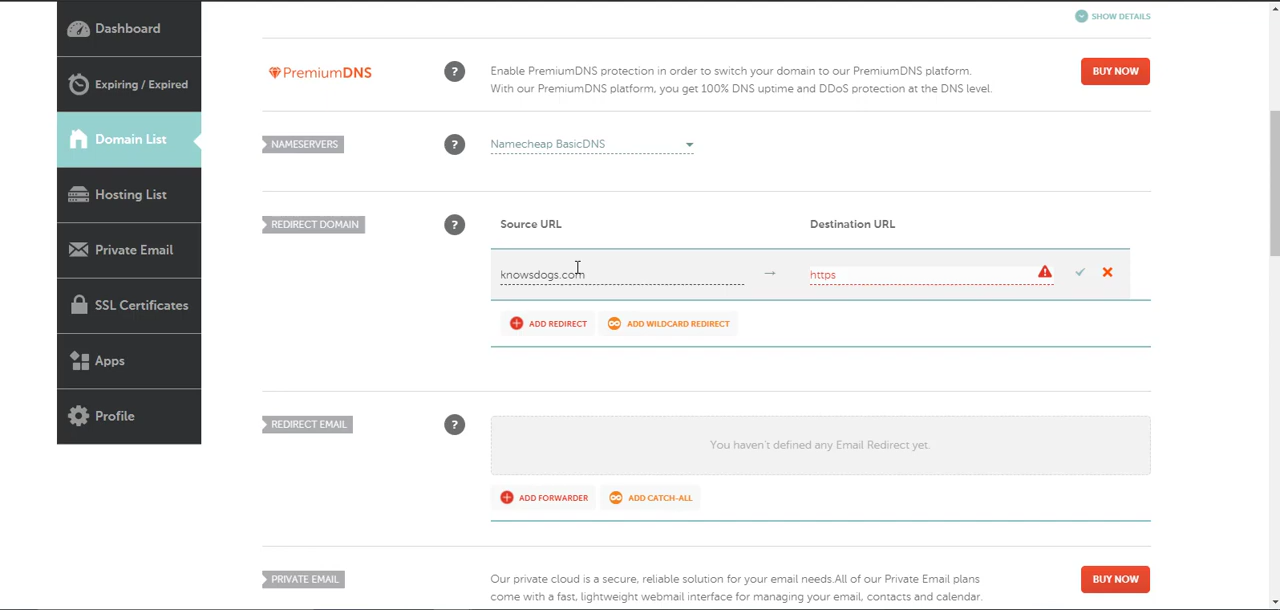 Dashboard
SHOW DETAILS
PremiumDNS
?
Enable PremiumDNS protection in order to switch your domain to our PremiumDNS platform.
BUY NOW
Expiring / Expired
With our PremiumDNS platform, you get 100% DNS uptime and DDoS protection at the DNS level.
Domain List
NAMESERVERS
?
Namecheap BasicDNS
Hosting List
REDIRECT DOMAIN
?
Source URL
Destination URL
Private Email
knowsdogs.com
https
SSL Certificates
ADD REDIRECT
ADD WILDCARD REDIRECT
Apps
Profile
REDIRECT EMAIL
?
You haven't defined any Email Redirect yet.
ADD FORWARDER
ADD CATCH-ALL
PRIVATE EMAIL
?
Our private cloud is a secure, reliable solution for your email needs.All of our Private Email plans
BUY NOW
come with a fast, lightweight webmail interface for managing your email, contacts and calendar.